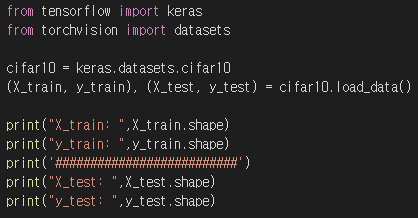 from tensorflow import keras
from torchvision import datasets
cifar10 = keras.datasets.cifar10
(X_train, y_train), (X_test, y_test) = cifar10.load_data()
print("X_train: ",X_train.shape)
print("y_train: ",y_train.shape)
print('##########################')
print("X_test: ",X_test.shape)
print("y_test: ",y_test.shape)